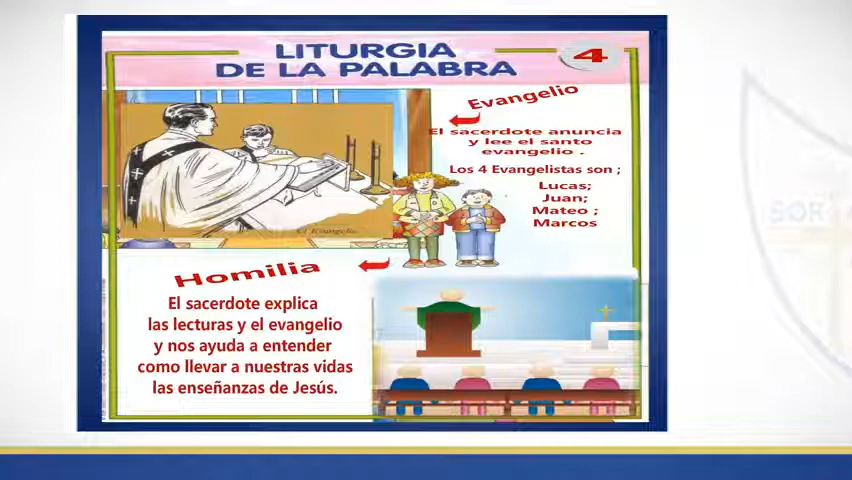 LITURGIA
DE LA PALABRA
4
Evangelio
El sacerdote anuncia
y lee el santo
evangelio .
Los 4 Evangelistas son ;
Lucas;
Juan;
Mateo ;
Marcos
El Evangelio
Homilia
El sacerdote explica
las lecturas y el evangelio
y nos ayuda a entender
como llevar a nuestras vidas
las enseñanzas de Jesús.
SOR